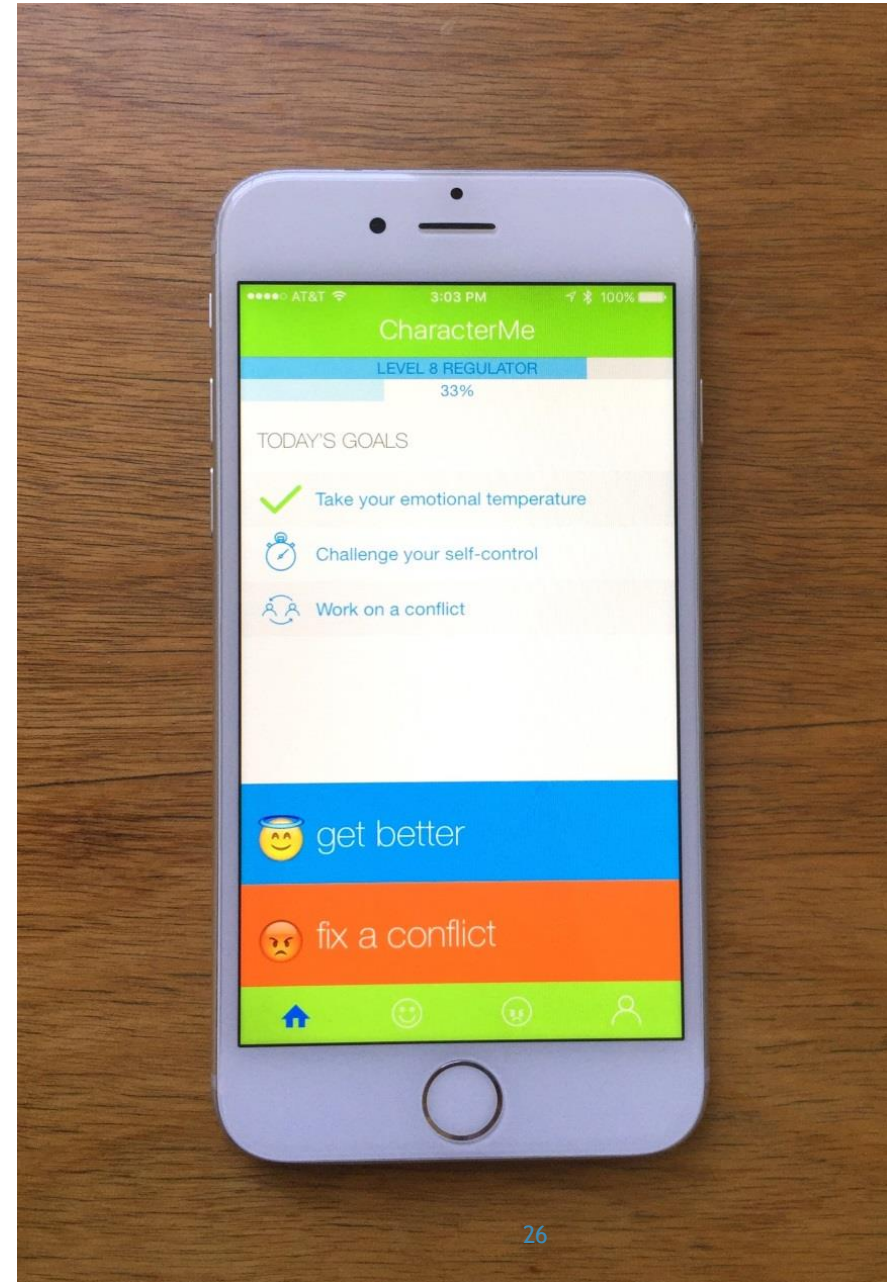 AT&T 3:03 PM 100%
CharacterMe
LEVEL 8 REGULATOR
33%
TODAY'S GOALS
Take your emotional temperature
Challenge your self-control
Work on a conflict
get better
fix a conflict
26